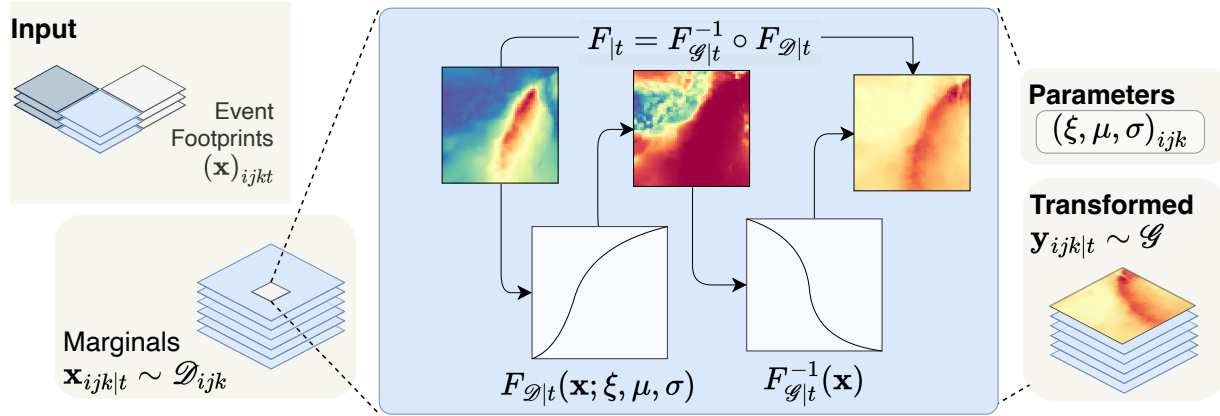 Input
Event
Footprints
(𝐱)_{ijkt}
Marginals
𝐱_{ijk|t} ∼ 𝒟_{ijk}
F_{|t} = F^{-1}_{𝒢|t} ∘ F_{𝒟|t}
F_{𝒟|t}(𝐱; ξ, μ, σ)
F^{-1}_{𝒢|t}(𝐱)
Parameters
(ξ, μ, σ)_{ijk}
Transformed
𝐲_{ijk|t} ∼ 𝒢